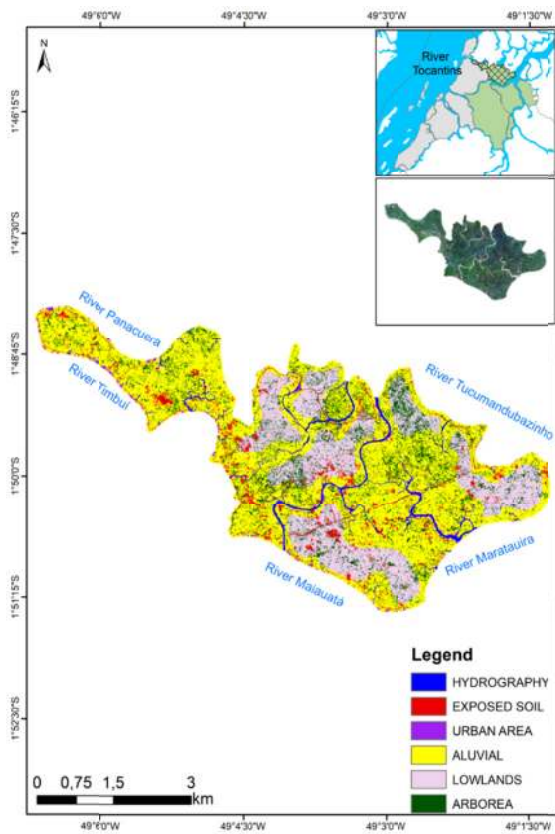 49°6'0"W
49°4'30"W
49°3'0"W
49°1'30"W
N
River
Tocantins
1°46'15"S
1°47'30"S
1°48'45"S
1°50'0"S
1°51'15"S
1°52'30"S
River Panacuera
River Timbuí
River Tucumandubazinho
River Maratauira
River Maiauatá
Legend
HYDROGRAPHY
EXPOSED SOIL
URBAN AREA
ALUVIAL
LOWLANDS
ARBOREA
0 0,75 1,5 3
km
49°6'0"W
49°4'30"W
49°3'0"W
49°1'30"W